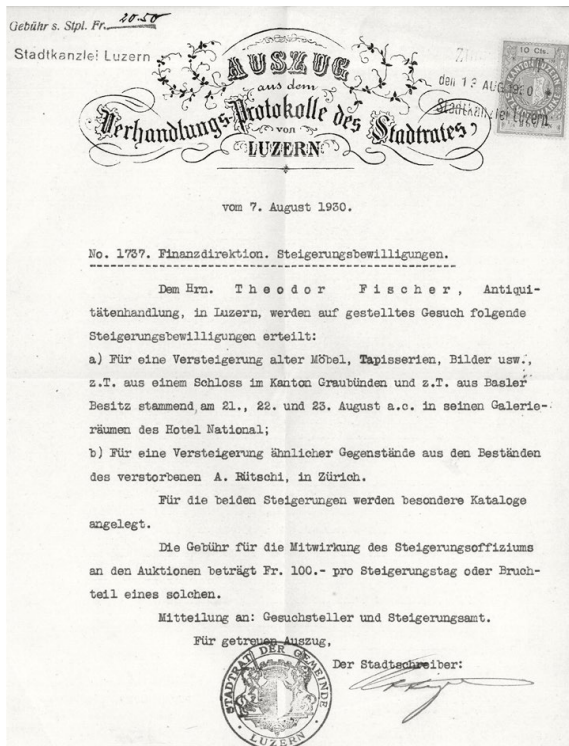 Gebühr s. Stpl. Fr. 20.50
Stadtkanzlei Luzern
AUSZUG
aus dem
Verhandlungs-Protokolle des Stadtrates,
von
LUZERN
10 Cts.
den 13 AUG. 1930
Stadtkanzlei Luzern
vom 7. August 1930.
No. 1737. Finanzdirektion. Steigerungsbewilligungen.
Dem Hrn. Theodor Fischer, Antiqui-
tätenhandlung, in Luzern, werden auf gestelltes Gesuch folgende
Steigerungsbewilligungen erteilt:
a) Für eine Versteigerung alter Möbel, Tapisserien, Bilder usw.,
z.T. aus einem Schloss im Kanton Graubünden und z.T. aus Basler
Besitz stammend am 21., 22. und 23. August a.c. in seinen Galerie-
räumen des Hotel National;
b) Für eine Versteigerung ähnlicher Gegenstände aus den Beständen
des verstorbenen A. Rütschi, in Zürich.
Für die beiden Steigerungen werden besondere Kataloge
angelegt.
Die Gebühr für die Mitwirkung des Steigerungsoffiziums
an den Auktionen beträgt Fr. 100.- pro Steigerungstag oder Bruch-
teil eines solchen.
Mitteilung an: Gesuchsteller und Steigerungsamt.
Für getreuen Auszug,
Der Stadtschreiber:
STADTRAT DER GEMEINDE
LUZERN